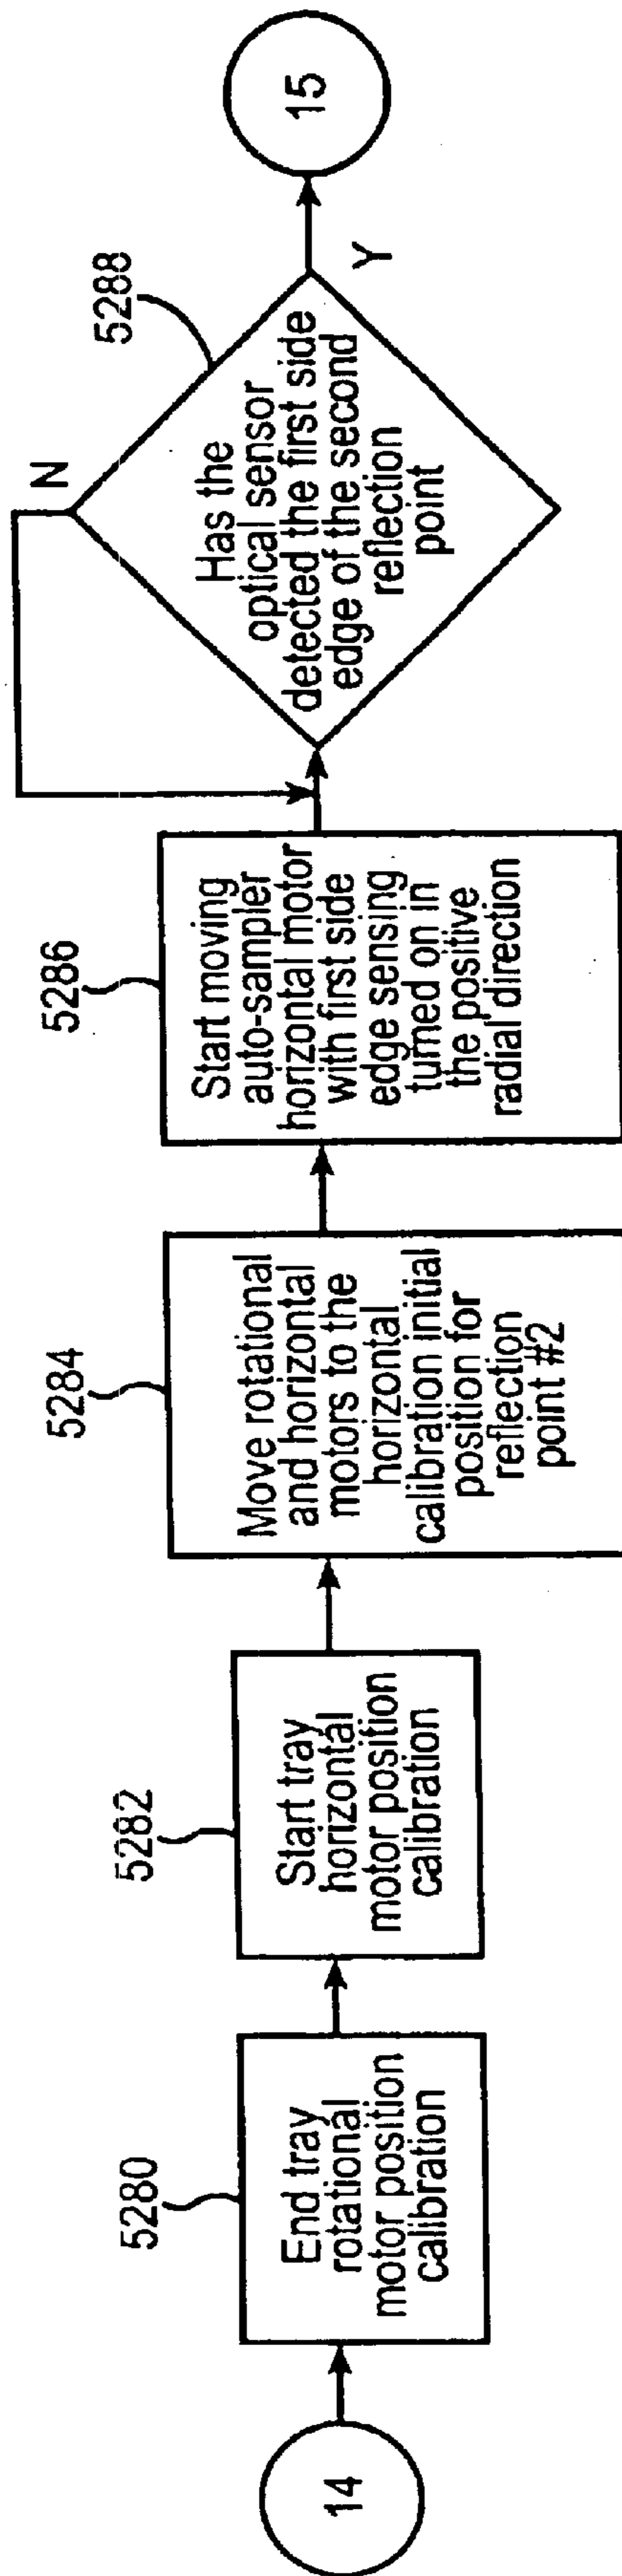 14
5280
End tray
rotational
motor position
calibration
5282
Start tray
horizontal
motor position
calibration
5284
Move rotational
and horizontal
motors to the
horizontal
calibration initial
position for
reflection
point #2
5286
Start moving
auto-sampler
horizontal motor
with first side
edge sensing
turned on in
the positive
radial direction
5288
Has the
optical sensor
detected the first side
edge of the second
reflection
point
N
Y
15